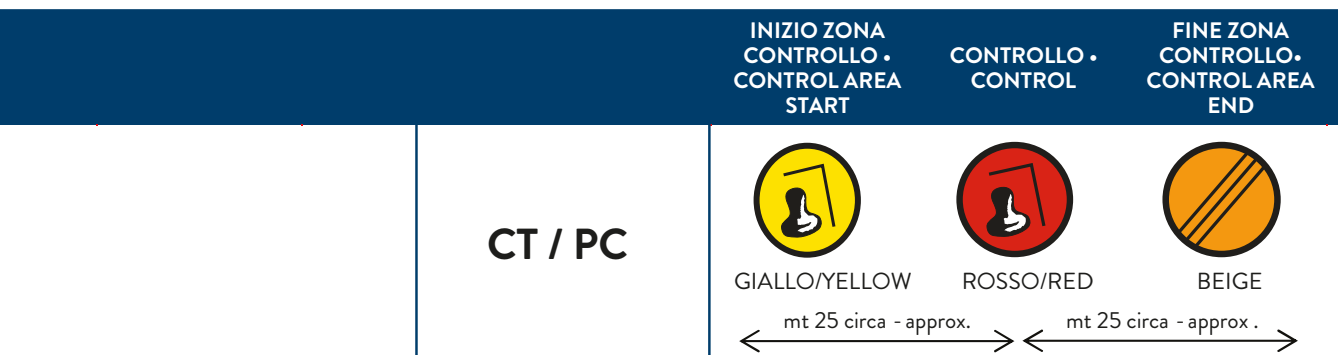 INIZIO ZONA
CONTROLLO •
CONTROL AREA
START
CONTROLLO •
CONTROL
FINE ZONA
CONTROLLO•
CONTROL AREA
END
CT / PC
GIALLO/YELLOW
ROSSO/RED
BEIGE
mt 25 circa - approx.
mt 25 circa - approx .